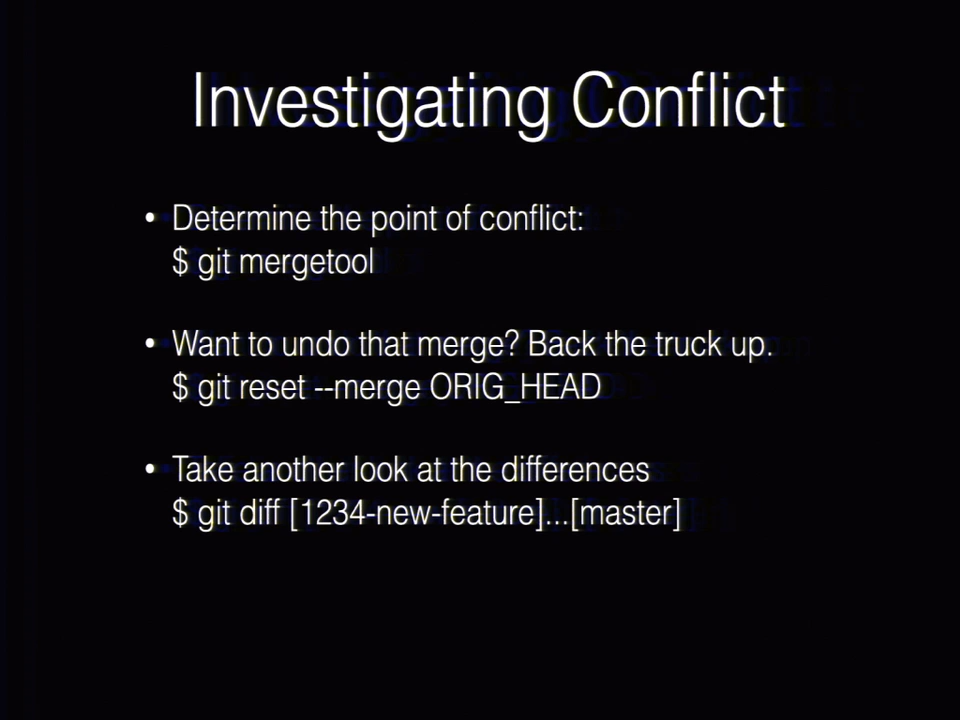 Investigating Conflict
• Determine the point of conflict:
$ git mergetool
• Want to undo that merge? Back the truck up.
$ git reset --merge ORIG_HEAD
• Take another look at the differences
$ git diff [1234-new-feature]...[master]